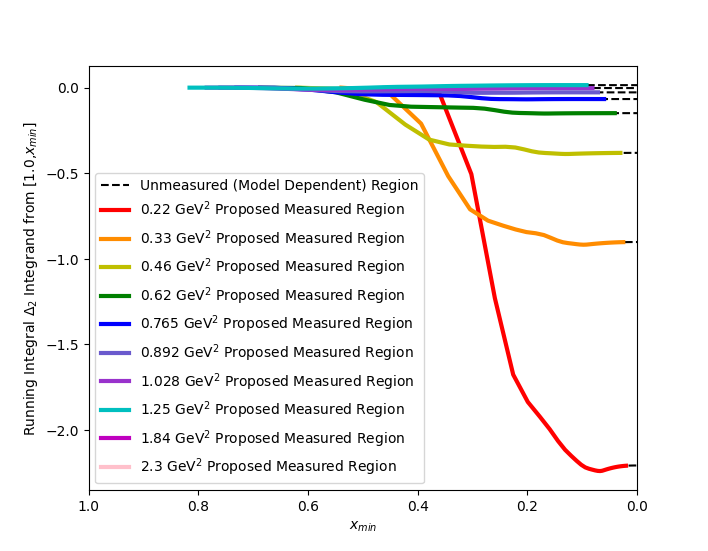 0.0
−0.5
−1.0
−1.5
−2.0
Running Integral Δ₂ Integrand from [1.0,x_min]
Unmeasured (Model Dependent) Region
0.22 GeV² Proposed Measured Region
0.33 GeV² Proposed Measured Region
0.46 GeV² Proposed Measured Region
0.62 GeV² Proposed Measured Region
0.765 GeV² Proposed Measured Region
0.892 GeV² Proposed Measured Region
1.028 GeV² Proposed Measured Region
1.25 GeV² Proposed Measured Region
1.84 GeV² Proposed Measured Region
2.3 GeV² Proposed Measured Region
1.0 0.8 0.6 0.4 0.2 0.0
x_min